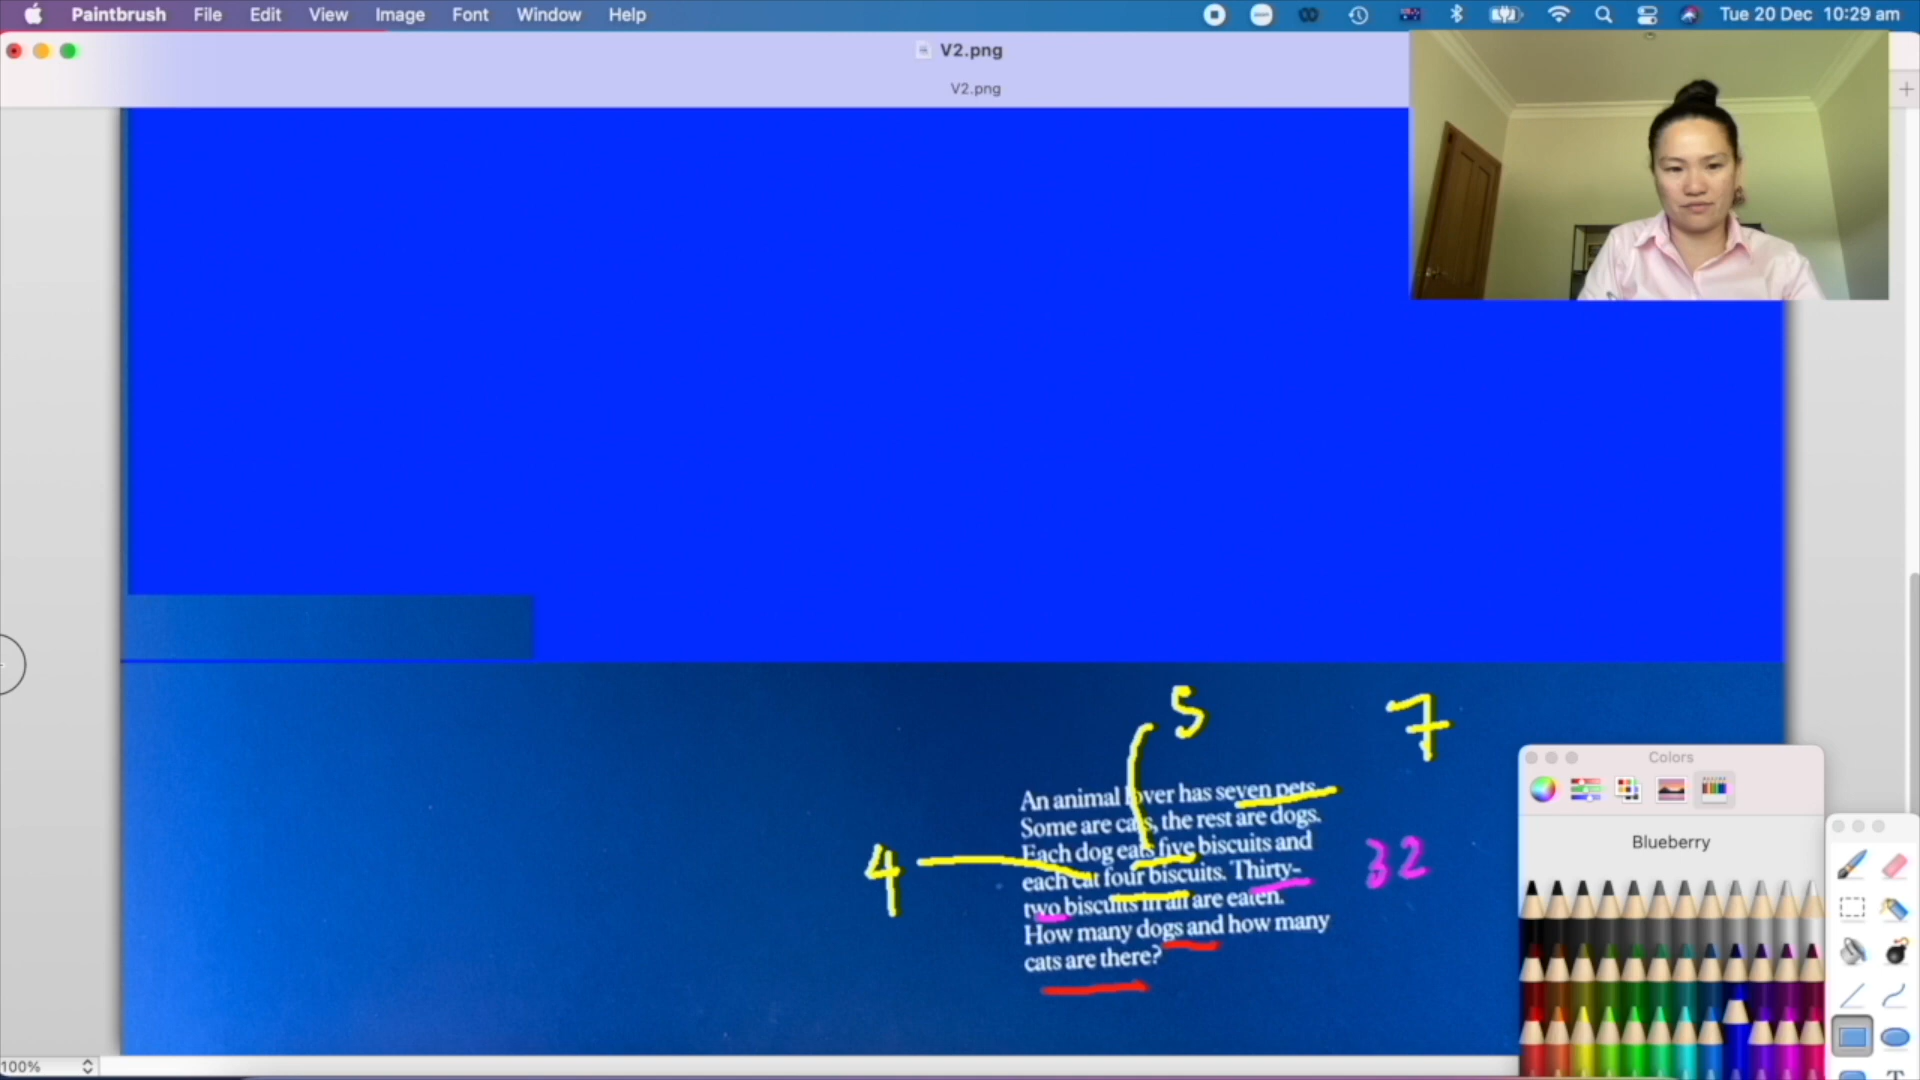 Paintbrush File Edit View Image Font Window Help
Tue 20 Dec 10:29 am
V2.png
V2.png
5
7
An animal lover has seven pets.
Some are cats, the rest are dogs.
Each dog eats five biscuits and
each cat four biscuits. Thirty-
two biscuits in all are eaten.
How many dogs and how many
cats are there?
4
32
Colors
Blueberry
100%